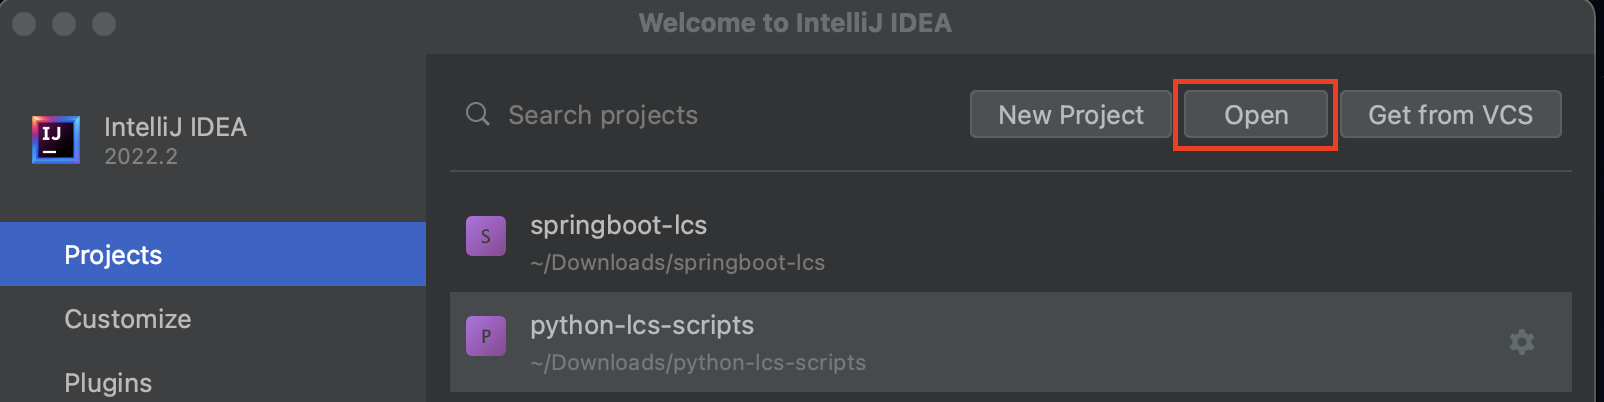 Welcome to IntelliJ IDEA
IJ
IntelliJ IDEA
2022.2
Search projects
New Project
Open
Get from VCS
Projects
Customize
Plugins
S
springboot-lcs
~/Downloads/springboot-lcs
P
python-lcs-scripts
~/Downloads/python-lcs-scripts